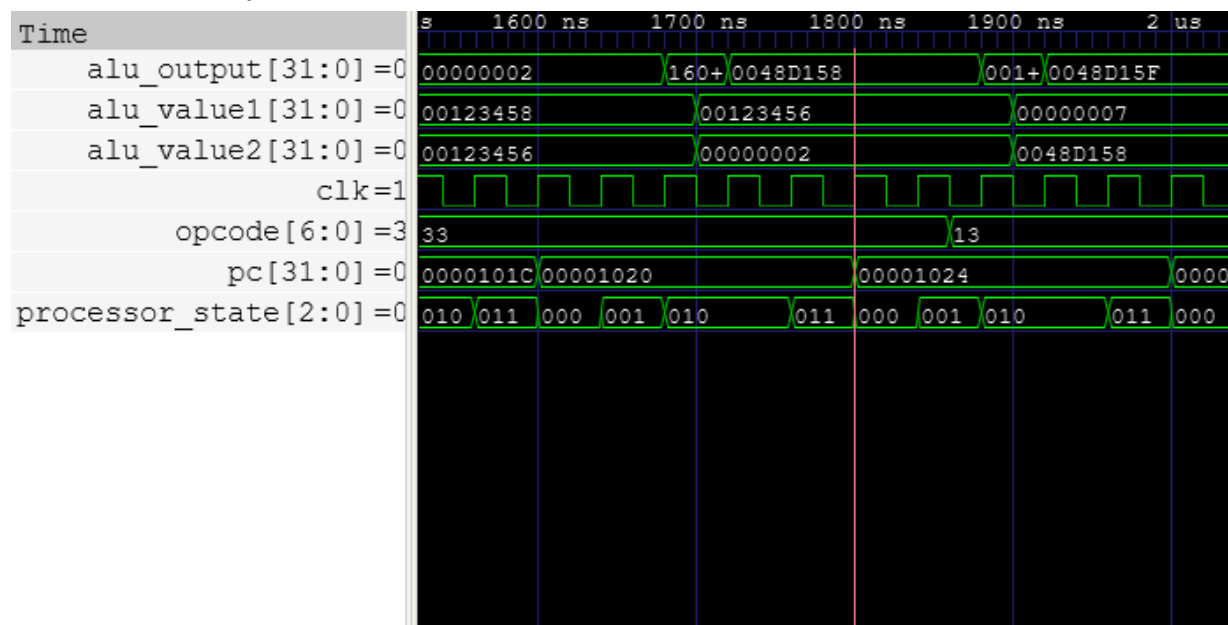 Time s 1600 ns 1700 ns 1800 ns 1900 ns 2 us
alu_output[31:0]=0 00000002 160+ 0048D158 001+ 0048D15F
alu_value1[31:0]=0 00123458 00123456 00000007
alu_value2[31:0]=0 00123456 00000002 0048D158
clk=1
opcode[6:0]=3 33 13
pc[31:0]=0 0000101C 00001020 00001024 0000
processor_state[2:0]=0 010 011 000 001 010 011 000 001 010 011 000